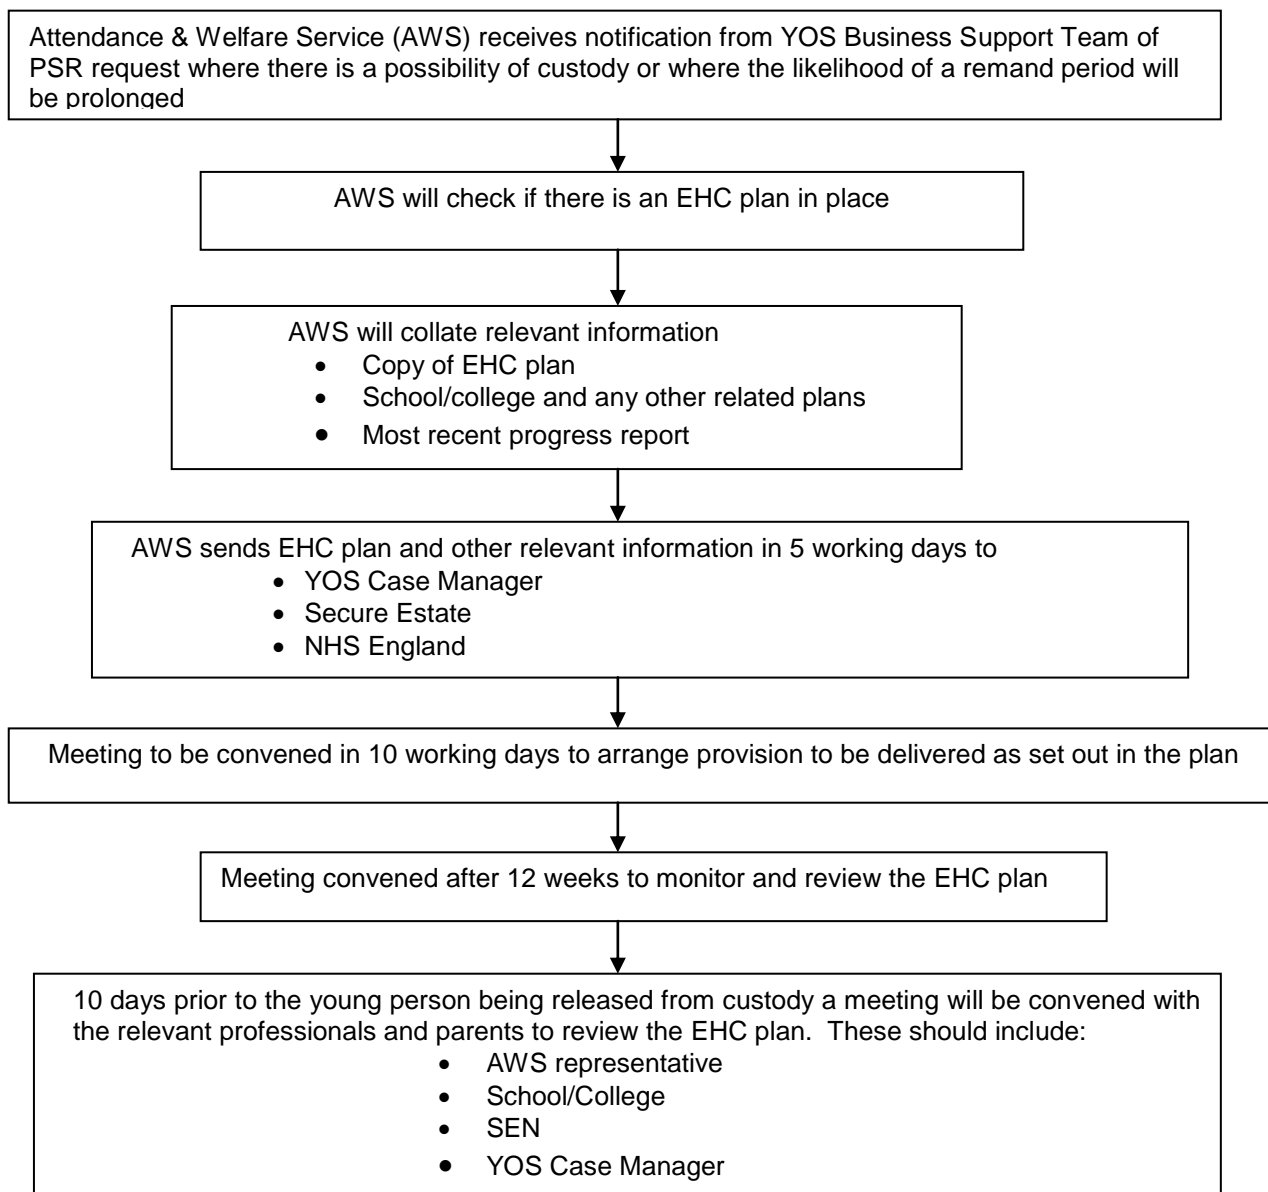 Attendance & Welfare Service (AWS) receives notification from YOS Business Support Team of
PSR request where there is a possibility of custody or where the likelihood of a remand period will
be prolonged
AWS will check if there is an EHC plan in place
AWS will collate relevant information
• Copy of EHC plan
• School/college and any other related plans
• Most recent progress report
AWS sends EHC plan and other relevant information in 5 working days to
• YOS Case Manager
• Secure Estate
• NHS England
Meeting to be convened in 10 working days to arrange provision to be delivered as set out in the plan
Meeting convened after 12 weeks to monitor and review the EHC plan
10 days prior to the young person being released from custody a meeting will be convened with
the relevant professionals and parents to review the EHC plan.  These should include:
• AWS representative
• School/College
• SEN
• YOS Case Manager